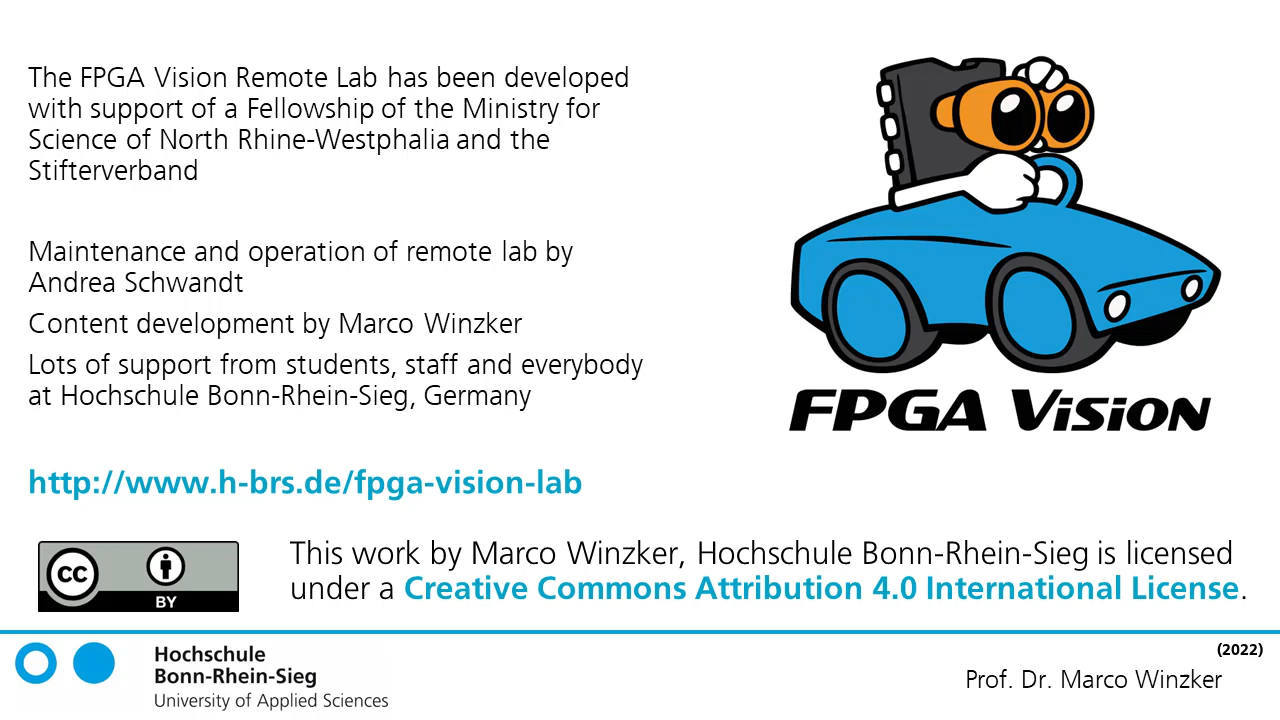 The FPGA Vision Remote Lab has been developed
with support of a Fellowship of the Ministry for
Science of North Rhine-Westphalia and the
Stifterverband
Maintenance and operation of remote lab by
Andrea Schwandt
Content development by Marco Winzker
Lots of support from students, staff and everybody
at Hochschule Bonn-Rhein-Sieg, Germany
http://www.h-brs.de/fpga-vision-lab
FPGA VISION
CC
BY
This work by Marco Winzker, Hochschule Bonn-Rhein-Sieg is licensed
under a Creative Commons Attribution 4.0 International License.
Hochschule
Bonn-Rhein-Sieg
University of Applied Sciences
(2022)
Prof. Dr. Marco Winzker